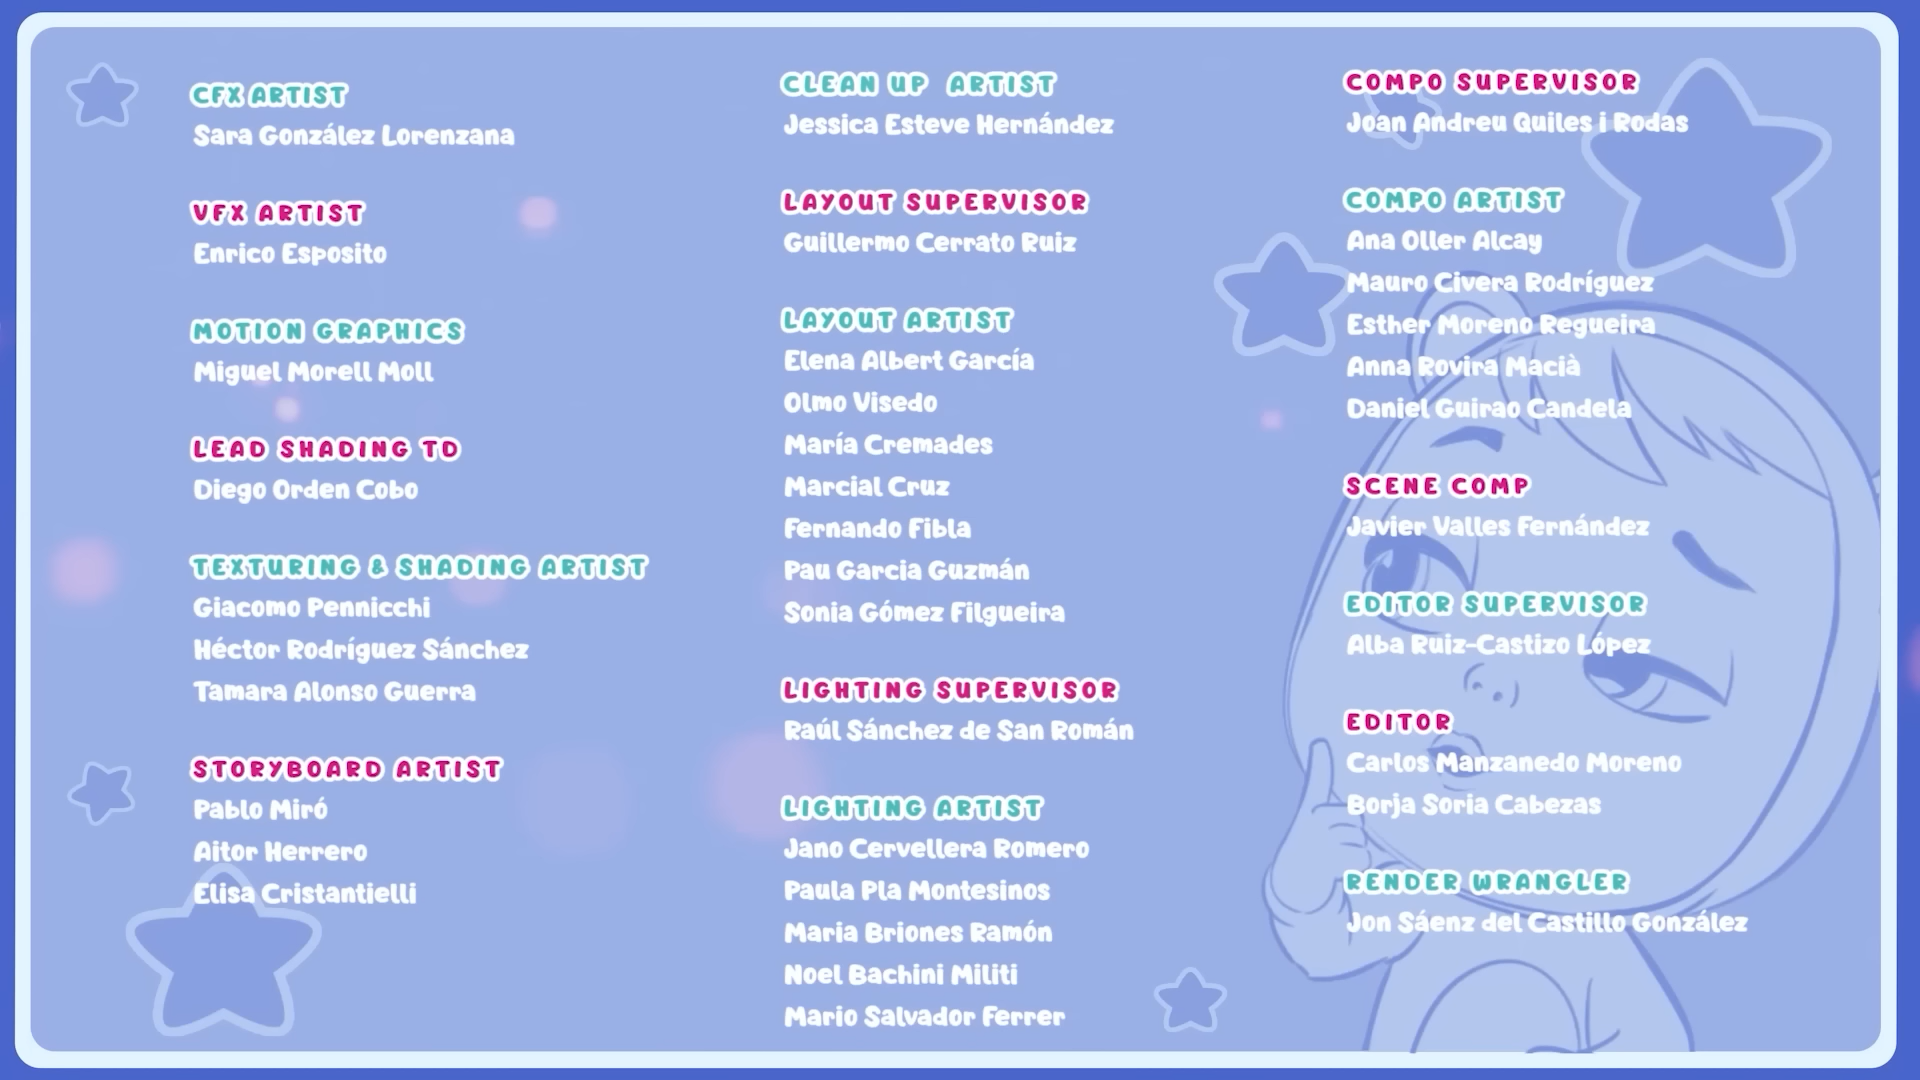 CFX ARTIST
Sara González Lorenzana
VFX ARTIST
Enrico Esposito
MOTION GRAPHICS
Miguel Morell Moll
LEAD SHADING TD
Diego Orden Cobo
TEXTURING & SHADING ARTIST
Giacomo Pennicchi
Héctor Rodríguez Sánchez
Tamara Alonso Guerra
STORYBOARD ARTIST
Pablo Miró
Aitor Herrero
Elisa Cristantielli
CLEAN UP ARTIST
Jessica Esteve Hernández
LAYOUT SUPERVISOR
Guillermo Cerrato Ruiz
LAYOUT ARTIST
Elena Albert García
Olmo Visedo
María Cremades
Marcial Cruz
Fernando Fibla
Pau Garcia Guzmán
Sonia Gómez Filgueira
LIGHTING SUPERVISOR
Raúl Sánchez de San Román
LIGHTING ARTIST
Jano Cervellera Romero
Paula Pla Montesinos
Maria Briones Ramón
Noel Bachini Militi
Mario Salvador Ferrer
COMPO SUPERVISOR
Joan Andreu Quiles i Rodas
COMPO ARTIST
Ana Oller Alcay
Mauro Civera Rodríguez
Esther Moreno Regueira
Anna Rovira Macià
Daniel Guirao Candela
SCENE COMP
Javier Valles Fernández
EDITOR SUPERVISOR
Alba Ruiz-Castizo López
EDITOR
Carlos Manzanedo Moreno
Borja Soria Cabezas
RENDER WRANGLER
Jon Sáenz del Castillo González